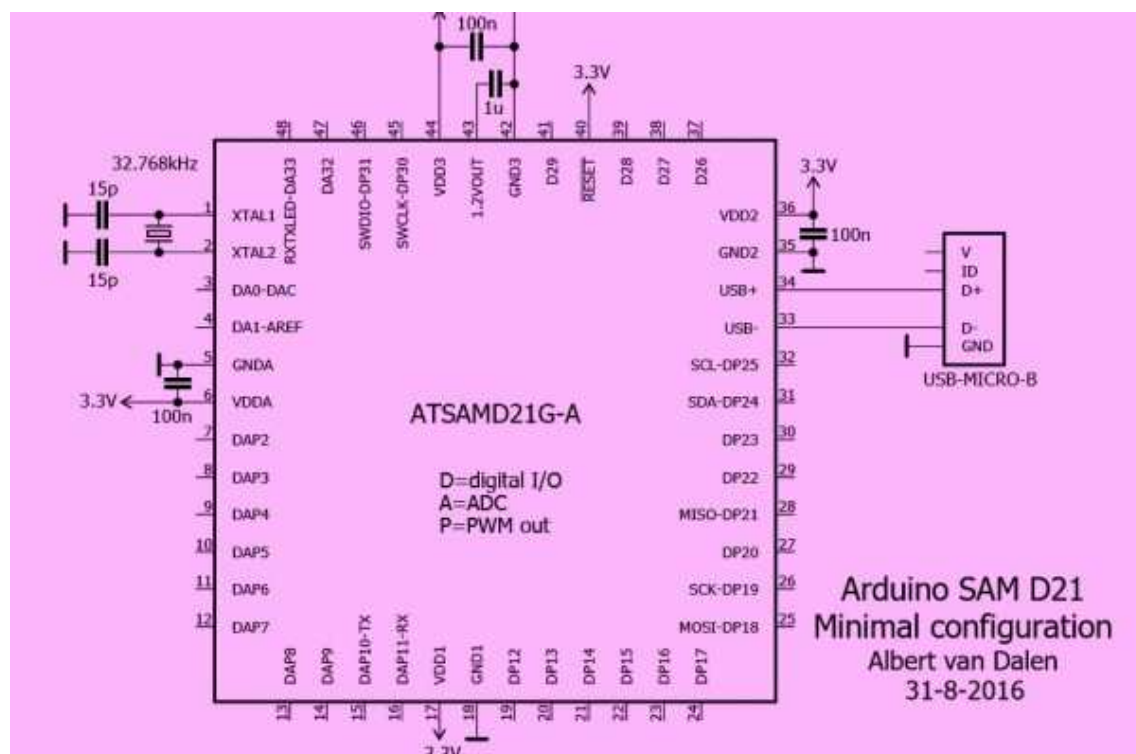 100n
1u
3.3V
48 47 46 45 44 43 42 41 40 39 38 37
RXTXLED-DA33
DA32
SWDIO-DP31
SWCLK-DP30
VDD3
1.2VOUT
GND3
D29
RESET
D28
D27
D26
32.768kHz
15p
15p
1 XTAL1
2 XTAL2
3 DA0-DAC
4 DA1-AREF
5 GNDA
6 VDDA
3.3V
100n
7 DAP2
8 DAP3
9 DAP4
10 DAP5
11 DAP6
12 DAP7
ATSAMD21G-A
D=digital I/O
A=ADC
P=PWM out
3.3V
VDD2 36
100n
GND2 35
USB+ 34
USB- 33
SCL-DP25 32
SDA-DP24 31
DP23 30
DP22 29
MISO-DP21 28
DP20 27
SCK-DP19 26
MOSI-DP18 25
V
ID
D+
D-
GND
USB-MICRO-B
DAP8
DAP9
DAP10-TX
DAP11-RX
VDD1
GND1
DP12
DP13
DP14
DP15
DP16
DP17
13 14 15 16 17 18 19 20 21 22 23 24
3.3V
Arduino SAM D21
Minimal configuration
Albert van Dalen
31-8-2016